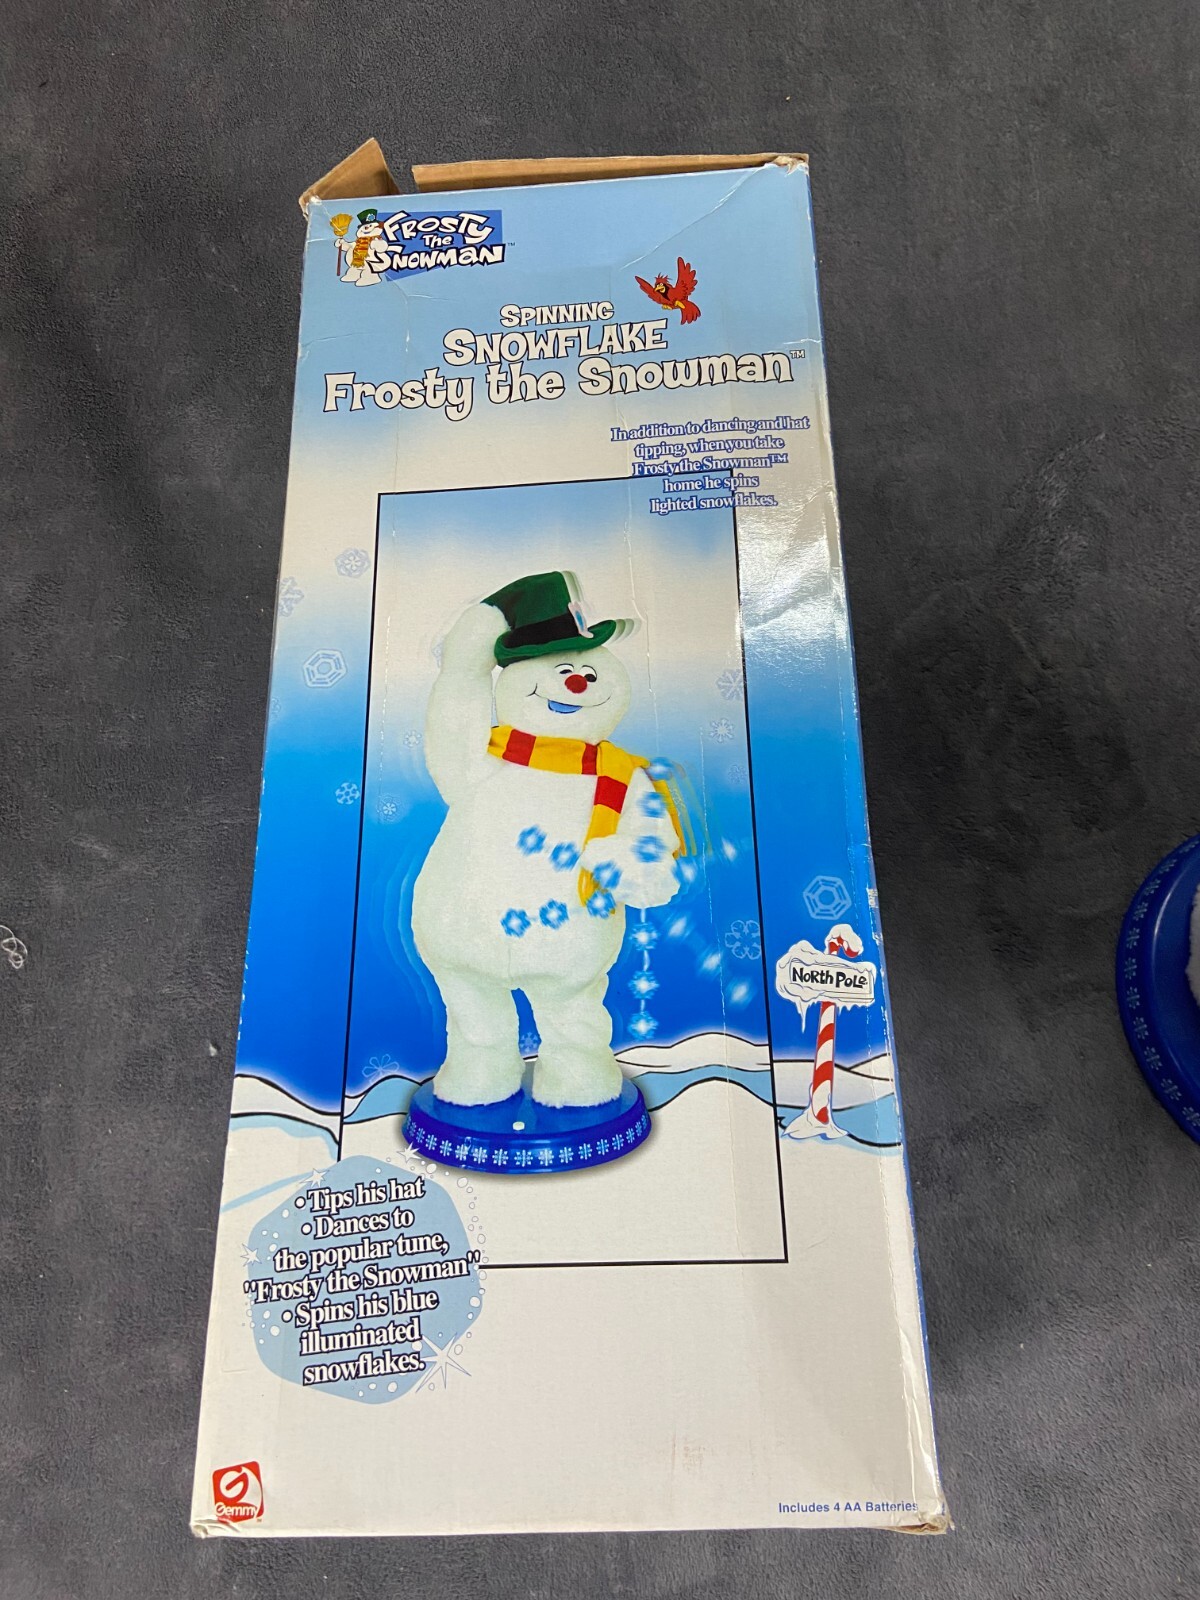 FROSTY
The
SNOWMAN™
SPINNING
SNOWFLAKE
Frosty the Snowman™
In addition to dancing and hat
tipping, when you take
Frosty the Snowman™
home he spins
lighted snowflakes.
NORTH POLE
• Tips his hat
• Dances to
the popular tune,
"Frosty the Snowman"
• Spins his blue
illuminated
snowflakes.
Gemmy
Includes 4 AA Batteries